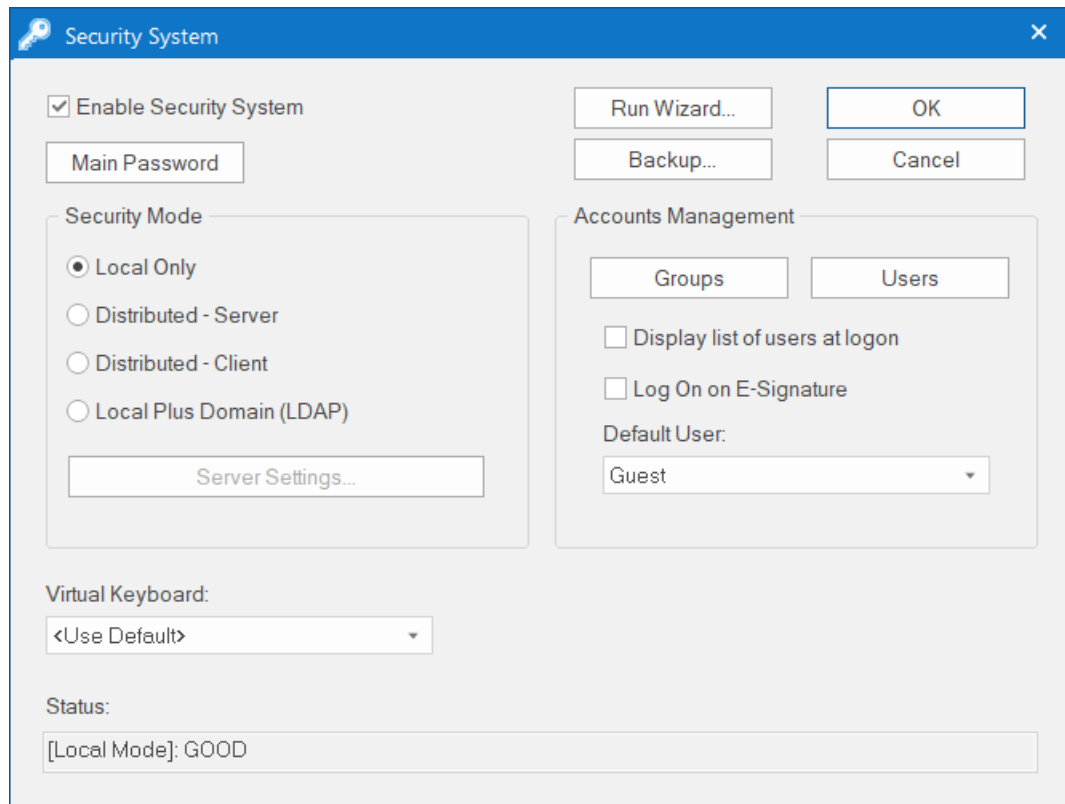 Security System
Enable Security System
Run Wizard...
OK
Main Password
Backup...
Cancel
Security Mode
Local Only
Distributed - Server
Distributed - Client
Local Plus Domain (LDAP)
Server Settings...
Accounts Management
Groups
Users
Display list of users at logon
Log On on E-Signature
Default User:
Guest
Virtual Keyboard:
<Use Default>
Status:
[Local Mode]: GOOD